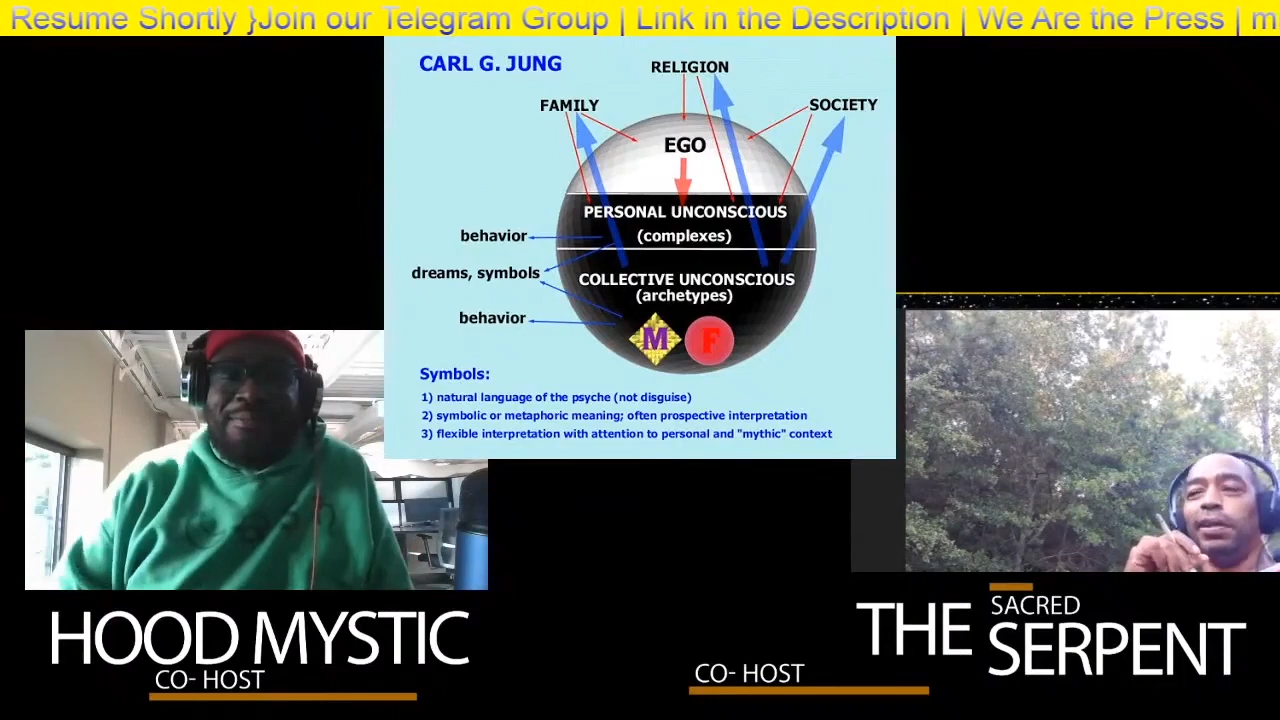 Resume Shortly }Join our Telegram Group | Link in the Description | We Are the Press | m
CARL G. JUNG
RELIGION
FAMILY
SOCIETY
EGO
PERSONAL UNCONSCIOUS
(complexes)
behavior
dreams, symbols
COLLECTIVE UNCONSCIOUS
(archetypes)
behavior
M
F
Symbols:
1) natural language of the psyche (not disguise)
2) symbolic or metaphoric meaning; often prospective interpretation
3) flexible interpretation with attention to personal and "mythic" context
HOOD MYSTIC
CO- HOST
THE SACRED
SERPENT
CO- HOST